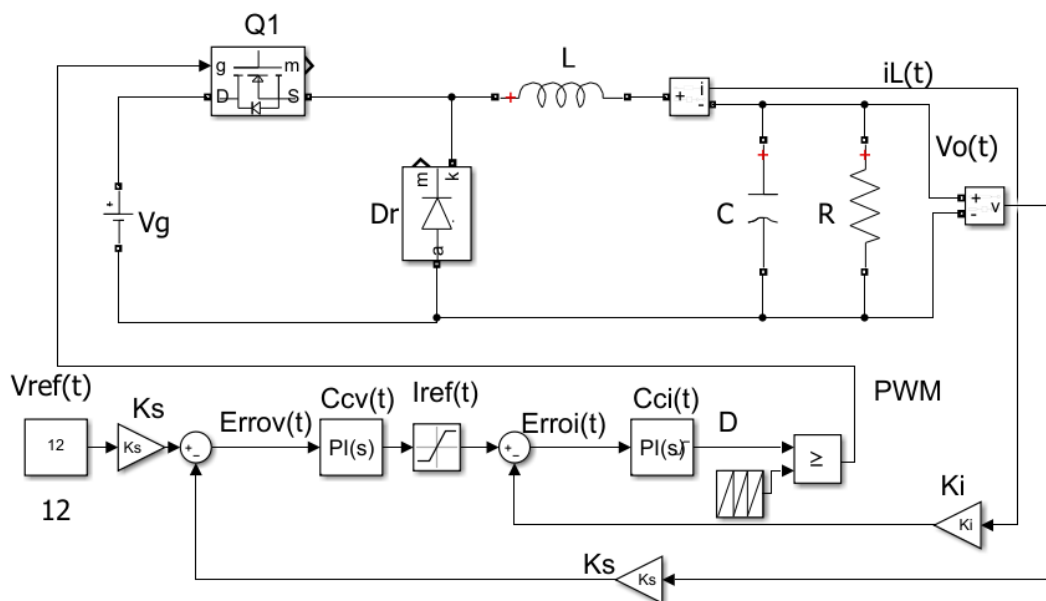 Q1
g m
D S
L
iL(t)
+ i
-
Vo(t)
+
-
v
+
Vg
m k
Dr
a
C
R
Vref(t)
12
12
Ks
Ks
+
-
Errov(t)
Ccv(t)
PI(s)
Iref(t)
+
-
Erroi(t)
Cci(t)
PI(s)
D
≥
PWM
Ki
Ki
Ks
Ks